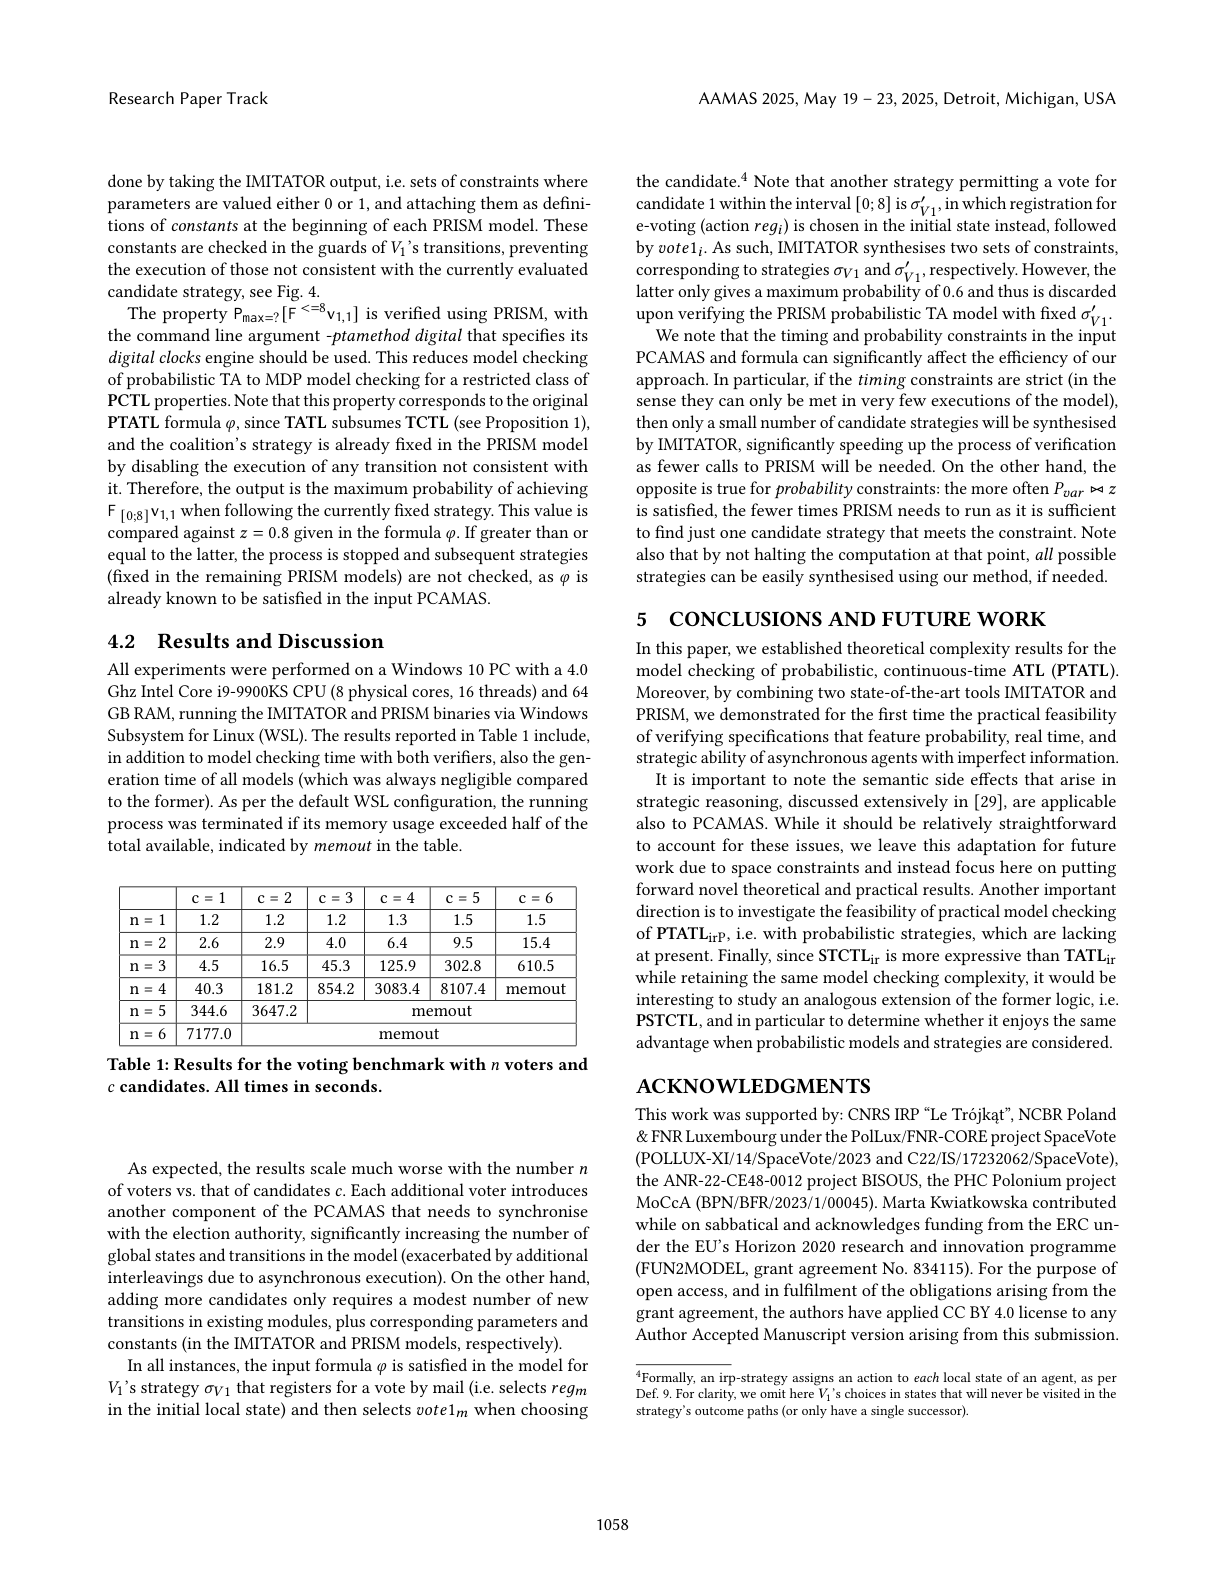 Research Paper Track
AAMAS 2025, May 19 – 23, 2025, Detroit, Michigan, USA
done by taking the IMITATOR output, i.e. sets of constraints where
parameters are valued either 0 or 1, and attaching them as defini-
tions of constants at the beginning of each PRISM model. These
constants are checked in the guards of V₁'s transitions, preventing
the execution of those not consistent with the currently evaluated
candidate strategy, see Fig. 4.
The property P_max=?[F^<=8 v_1,1] is verified using PRISM, with
the command line argument -ptamethod digital that specifies its
digital clocks engine should be used. This reduces model checking
of probabilistic TA to MDP model checking for a restricted class of
PCTL properties. Note that this property corresponds to the original
PTATL formula φ, since TATL subsumes TCTL (see Proposition 1),
and the coalition's strategy is already fixed in the PRISM model
by disabling the execution of any transition not consistent with
it. Therefore, the output is the maximum probability of achieving
F_[0;8] v_1,1 when following the currently fixed strategy. This value is
compared against z = 0.8 given in the formula φ. If greater than or
equal to the latter, the process is stopped and subsequent strategies
(fixed in the remaining PRISM models) are not checked, as φ is
already known to be satisfied in the input PCAMAS.
4.2 Results and Discussion
All experiments were performed on a Windows 10 PC with a 4.0
Ghz Intel Core i9-9900KS CPU (8 physical cores, 16 threads) and 64
GB RAM, running the IMITATOR and PRISM binaries via Windows
Subsystem for Linux (WSL). The results reported in Table 1 include,
in addition to model checking time with both verifiers, also the gen-
eration time of all models (which was always negligible compared
to the former). As per the default WSL configuration, the running
process was terminated if its memory usage exceeded half of the
total available, indicated by memout in the table.
c = 1 c = 2 c = 3 c = 4 c = 5 c = 6
n = 1 1.2 1.2 1.2 1.3 1.5 1.5
n = 2 2.6 2.9 4.0 6.4 9.5 15.4
n = 3 4.5 16.5 45.3 125.9 302.8 610.5
n = 4 40.3 181.2 854.2 3083.4 8107.4 memout
n = 5 344.6 3647.2 memout
n = 6 7177.0 memout
Table 1: Results for the voting benchmark with n voters and
c candidates. All times in seconds.
As expected, the results scale much worse with the number n
of voters vs. that of candidates c. Each additional voter introduces
another component of the PCAMAS that needs to synchronise
with the election authority, significantly increasing the number of
global states and transitions in the model (exacerbated by additional
interleavings due to asynchronous execution). On the other hand,
adding more candidates only requires a modest number of new
transitions in existing modules, plus corresponding parameters and
constants (in the IMITATOR and PRISM models, respectively).
In all instances, the input formula φ is satisfied in the model for
V₁'s strategy σ_V1 that registers for a vote by mail (i.e. selects reg_m
in the initial local state) and then selects vote1_m when choosing
the candidate.⁴ Note that another strategy permitting a vote for
candidate 1 within the interval [0; 8] is σ′_V1, in which registration for
e-voting (action reg_i) is chosen in the initial state instead, followed
by vote1_i. As such, IMITATOR synthesises two sets of constraints,
corresponding to strategies σ_V1 and σ′_V1, respectively. However, the
latter only gives a maximum probability of 0.6 and thus is discarded
upon verifying the PRISM probabilistic TA model with fixed σ′_V1.
We note that the timing and probability constraints in the input
PCAMAS and formula can significantly affect the efficiency of our
approach. In particular, if the timing constraints are strict (in the
sense they can only be met in very few executions of the model),
then only a small number of candidate strategies will be synthesised
by IMITATOR, significantly speeding up the process of verification
as fewer calls to PRISM will be needed. On the other hand, the
opposite is true for probability constraints: the more often P_var ⋈ z
is satisfied, the fewer times PRISM needs to run as it is sufficient
to find just one candidate strategy that meets the constraint. Note
also that by not halting the computation at that point, all possible
strategies can be easily synthesised using our method, if needed.
5 CONCLUSIONS AND FUTURE WORK
In this paper, we established theoretical complexity results for the
model checking of probabilistic, continuous-time ATL (PTATL).
Moreover, by combining two state-of-the-art tools IMITATOR and
PRISM, we demonstrated for the first time the practical feasibility
of verifying specifications that feature probability, real time, and
strategic ability of asynchronous agents with imperfect information.
It is important to note the semantic side effects that arise in
strategic reasoning, discussed extensively in [29], are applicable
also to PCAMAS. While it should be relatively straightforward
to account for these issues, we leave this adaptation for future
work due to space constraints and instead focus here on putting
forward novel theoretical and practical results. Another important
direction is to investigate the feasibility of practical model checking
of PTATL_irP, i.e. with probabilistic strategies, which are lacking
at present. Finally, since STCTL_ir is more expressive than TATL_ir
while retaining the same model checking complexity, it would be
interesting to study an analogous extension of the former logic, i.e.
PSTCTL, and in particular to determine whether it enjoys the same
advantage when probabilistic models and strategies are considered.
ACKNOWLEDGMENTS
This work was supported by: CNRS IRP “Le Trójkąt”, NCBR Poland
& FNR Luxembourg under the PolLux/FNR-CORE project SpaceVote
(POLLUX-XI/14/SpaceVote/2023 and C22/IS/17232062/SpaceVote),
the ANR-22-CE48-0012 project BISOUS, the PHC Polonium project
MoCcA (BPN/BFR/2023/1/00045). Marta Kwiatkowska contributed
while on sabbatical and acknowledges funding from the ERC un-
der the EU's Horizon 2020 research and innovation programme
(FUN2MODEL, grant agreement No. 834115). For the purpose of
open access, and in fulfilment of the obligations arising from the
grant agreement, the authors have applied CC BY 4.0 license to any
Author Accepted Manuscript version arising from this submission.
⁴Formally, an irp-strategy assigns an action to each local state of an agent, as per
Def. 9. For clarity, we omit here V₁'s choices in states that will never be visited in the
strategy's outcome paths (or only have a single successor).
1058